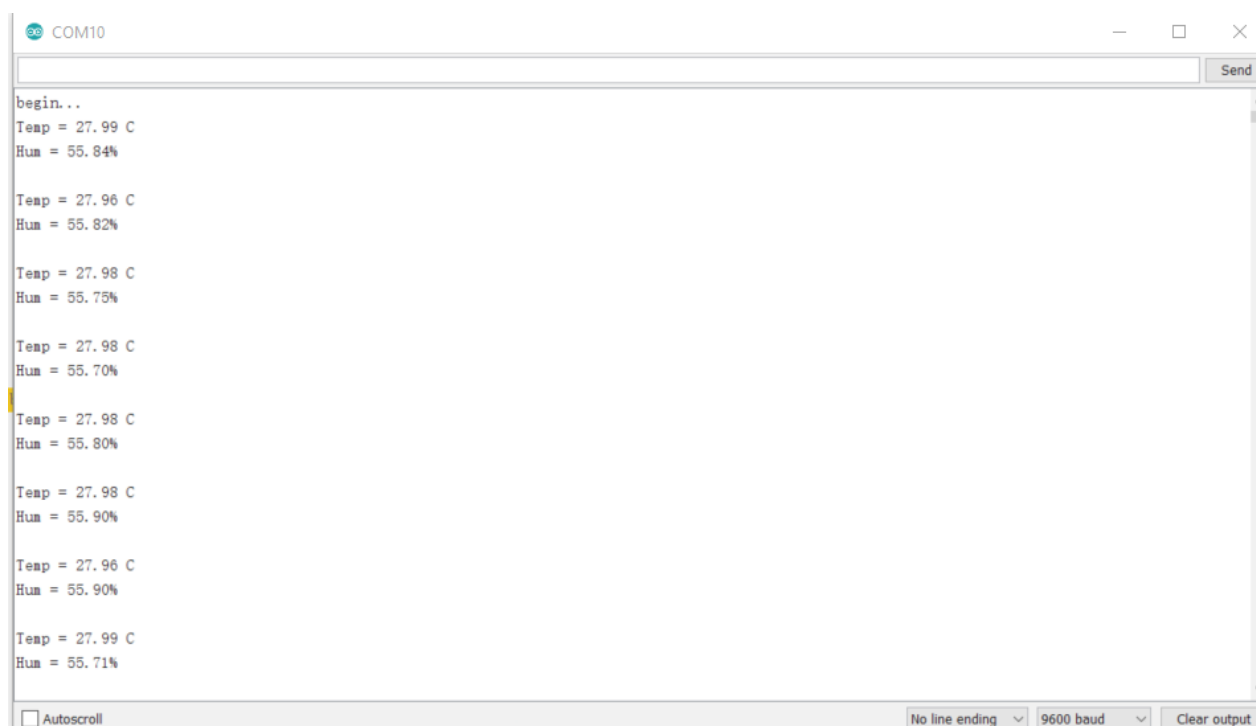 COM10
Send
begin...
Temp = 27.99 C
Hum = 55.84%
Temp = 27.96 C
Hum = 55.82%
Temp = 27.98 C
Hum = 55.75%
Temp = 27.98 C
Hum = 55.70%
Temp = 27.98 C
Hum = 55.80%
Temp = 27.98 C
Hum = 55.90%
Temp = 27.96 C
Hum = 55.90%
Temp = 27.99 C
Hum = 55.71%
Autoscroll No line ending 9600 baud Clear output